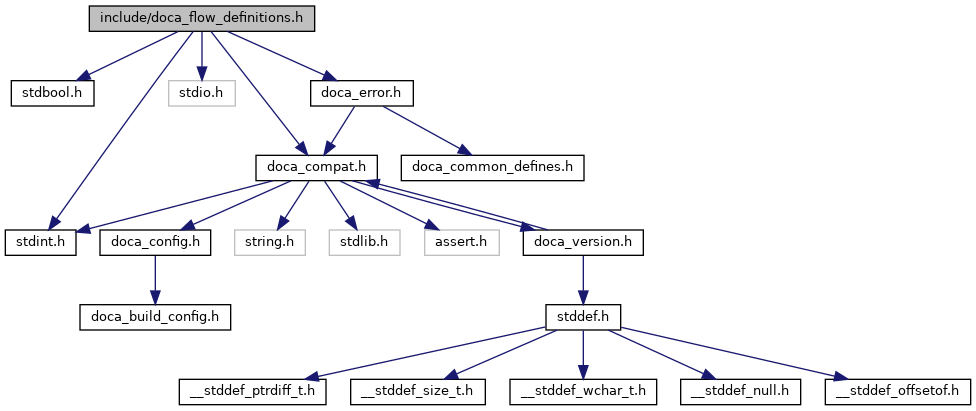 include/doca_flow_definitions.h
stdbool.h
stdio.h
doca_error.h
doca_compat.h
doca_common_defines.h
stdint.h
doca_config.h
string.h
stdlib.h
assert.h
doca_version.h
doca_build_config.h
stddef.h
__stddef_ptrdiff_t.h
__stddef_size_t.h
__stddef_wchar_t.h
__stddef_null.h
__stddef_offsetof.h